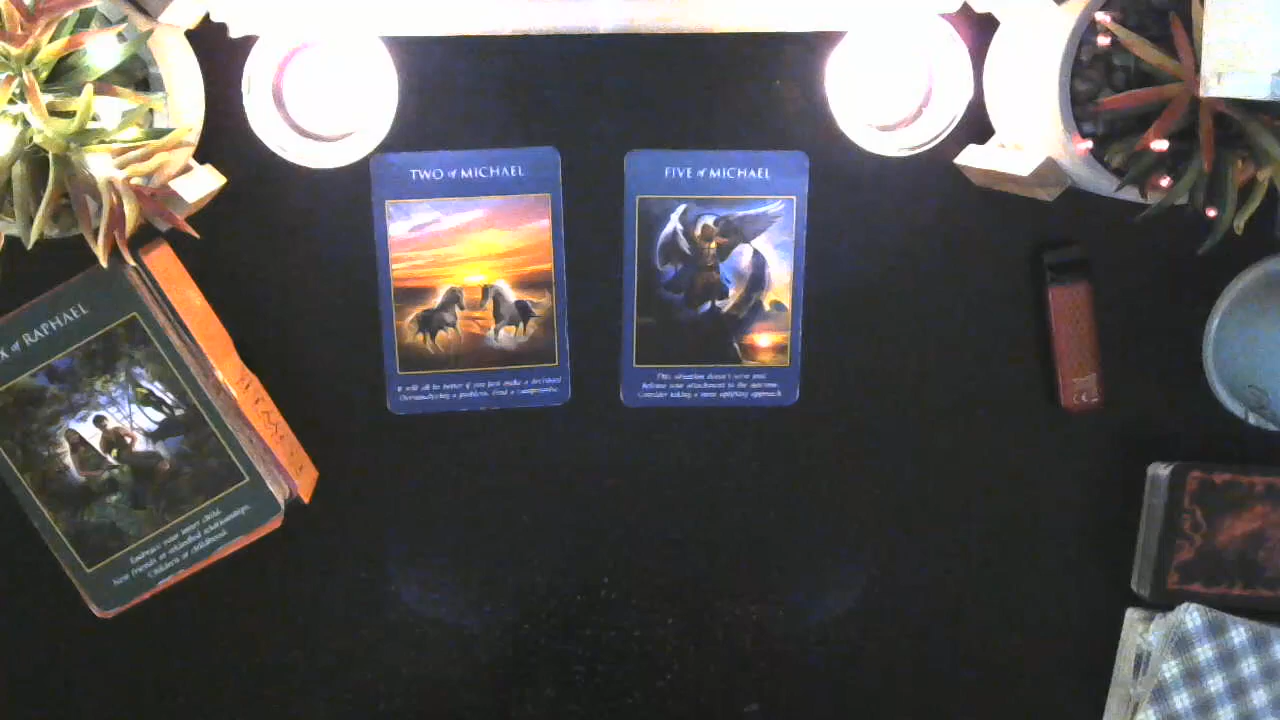 TWO of MICHAEL
It will all be better if you just make a decision!
Overanalyzing a problem. Find a compromise.
FIVE of MICHAEL
This situation doesn't serve you.
Release your attachment to the outcome.
Consider taking a more uplifting approach.
X of RAPHAEL
Embrace your inner child.
New friends or rekindled relationships.
Children or childhood.
CE